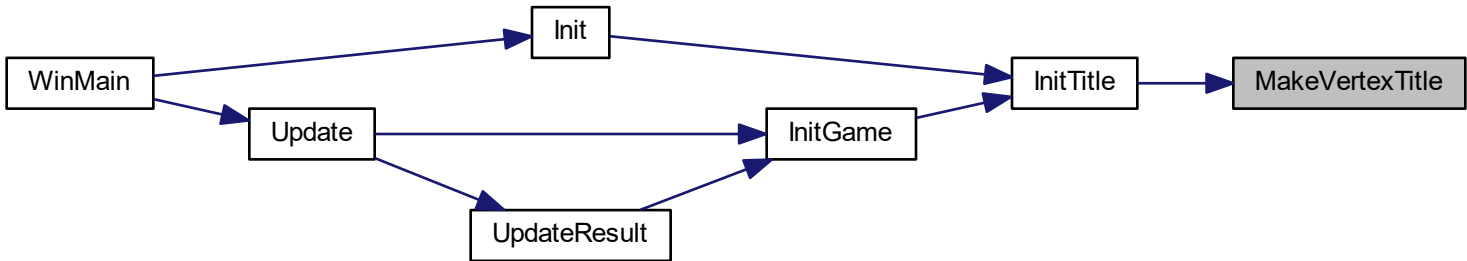 WinMain
Init
Update
UpdateResult
InitGame
InitTitle
MakeVertexTitle